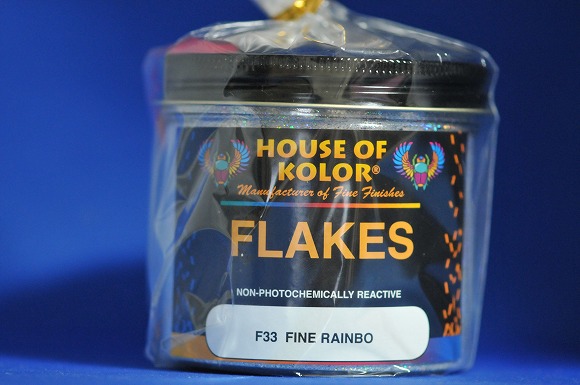 HOUSE OF
KOLOR®
Manufacturer of Fine Finishes
FLAKES
NON-PHOTOCHEMICALLY REACTIVE
F33 FINE RAINBO